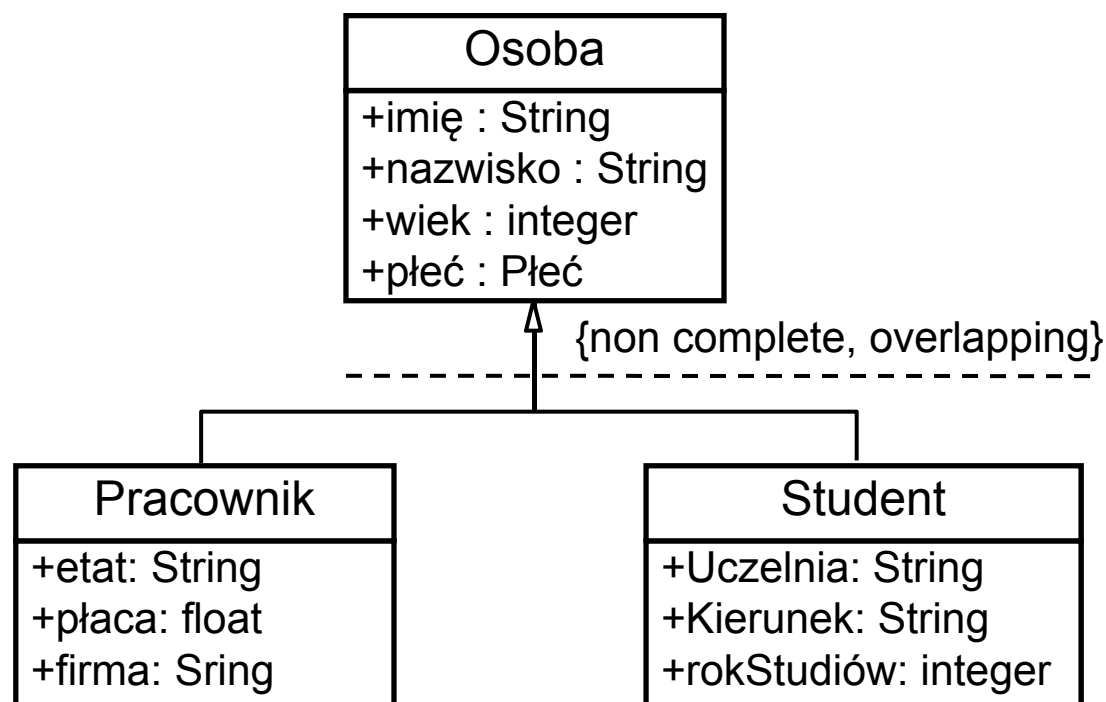 Osoba
+imię : String
+nazwisko : String
+wiek : integer
+płeć : Płeć
{non complete, overlapping}
Pracownik
+etat: String
+płaca: float
+firma: Sring
Student
+Uczelnia: String
+Kierunek: String
+rokStudiów: integer